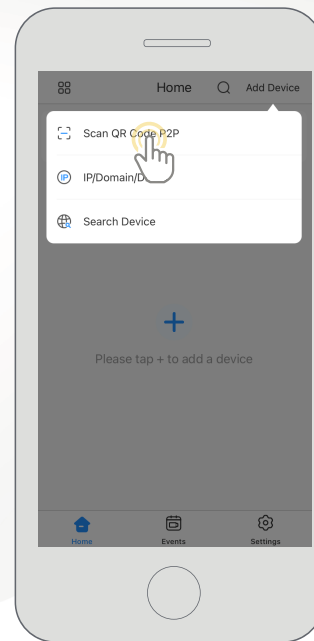 Home
Add Device
Scan QR Code P2P
IP
IP/Domain/D
Search Device
Please tap + to add a device
Home
Events
Settings